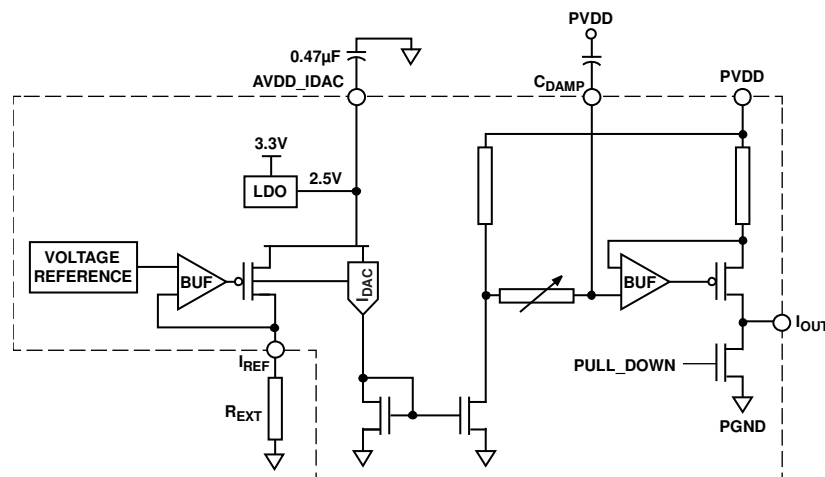 PVDD
0.47µF
AVDD_IDAC
CDAMP
PVDD
3.3V
LDO
2.5V
VOLTAGE
REFERENCE
BUF
IDAC
BUF
IOUT
IREF
PULL_DOWN
REXT
PGND